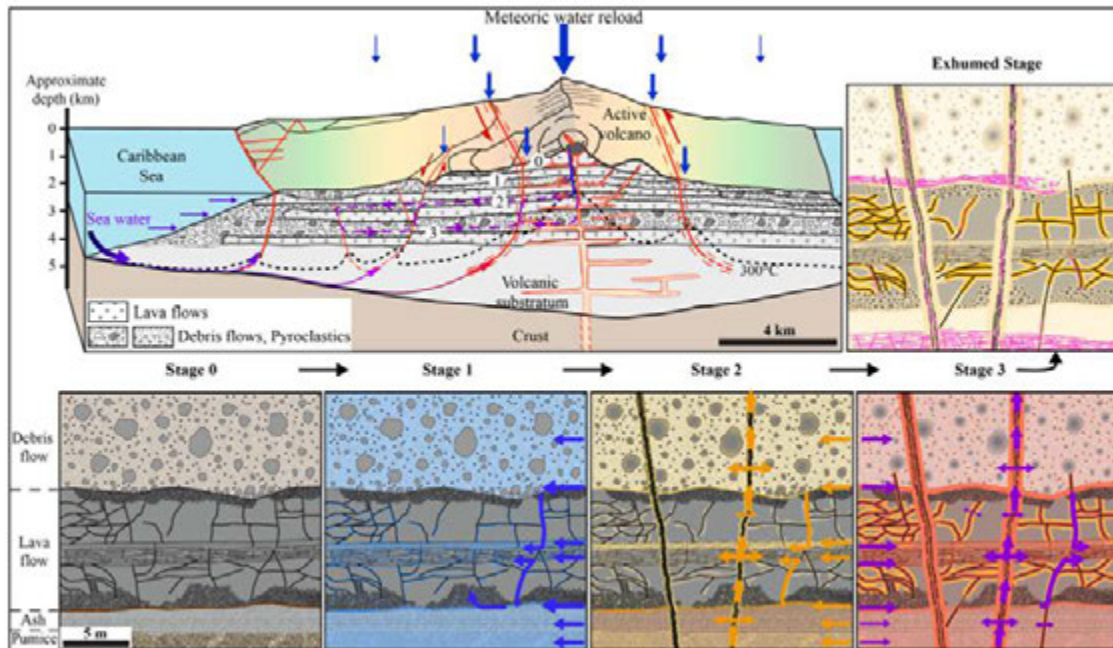 Meteoric water reload
Exhumed Stage
Approximate
depth (km)
0
1
2
3
4
5
Caribbean
Sea
Sea water
Active
volcano
0
1
2
3
300°C
Volcanic
substratum
Crust
4 km
Lava flows
Debris flows, Pyroclastics
Stage 0
Stage 1
Stage 2
Stage 3
Debris
flow
Lava
flow
Ash
Pumice
5 m